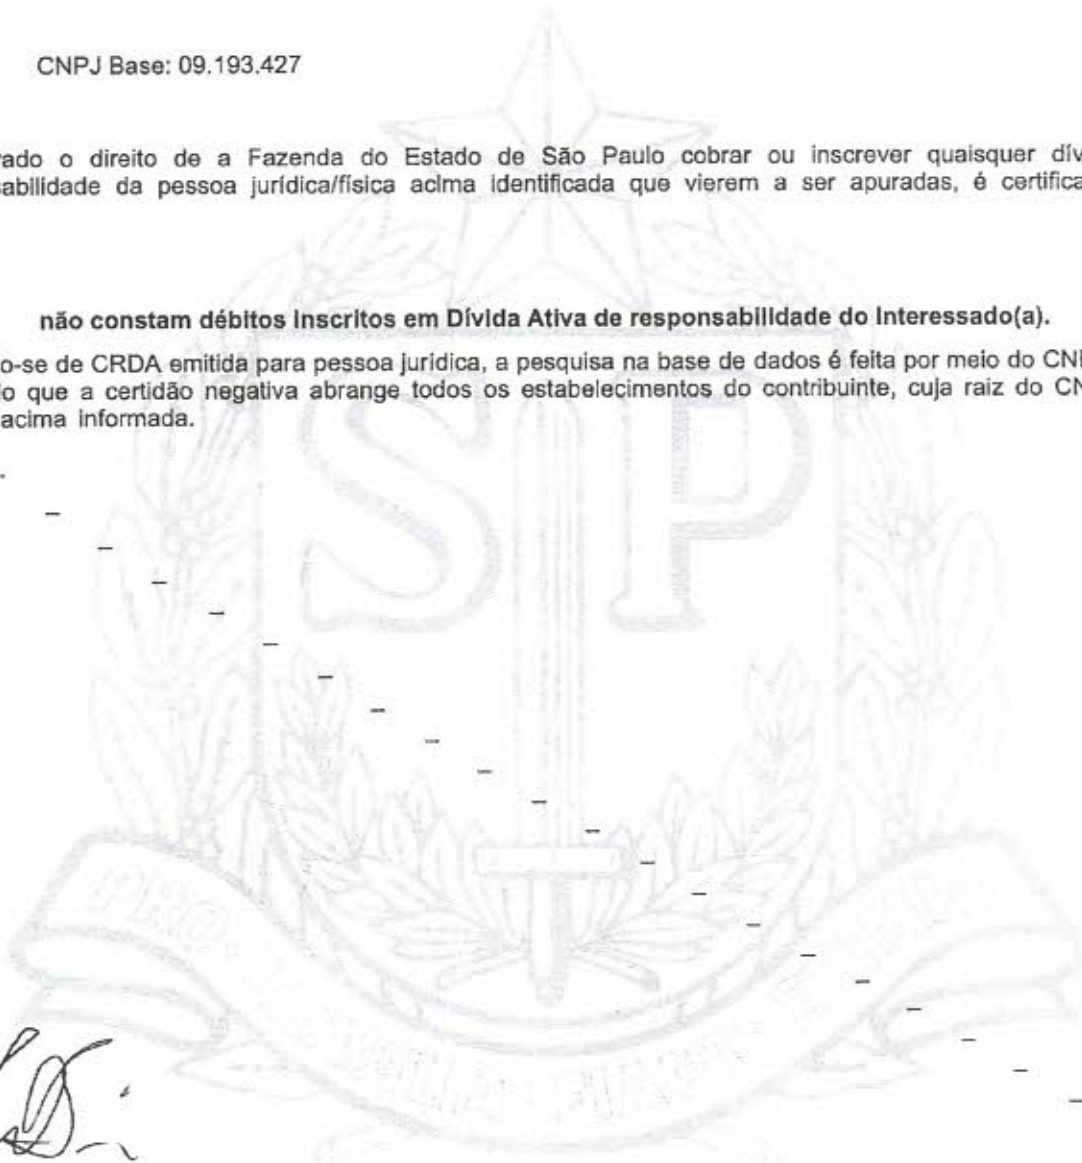 CNPJ Base: 09.193.427
vado o direito de a Fazenda do Estado de São Paulo cobrar ou inscrever quaisquer dív
sabilidade da pessoa jurídica/física acima identificada que vierem a ser apuradas, é certifica
não constam débitos inscritos em Dívida Ativa de responsabilidade do Interessado(a).
o-se de CRDA emitida para pessoa jurídica, a pesquisa na base de dados é feita por meio do CN
o que a certidão negativa abrange todos os estabelecimentos do contribuinte, cuja raiz do CN
acima informada.
SP